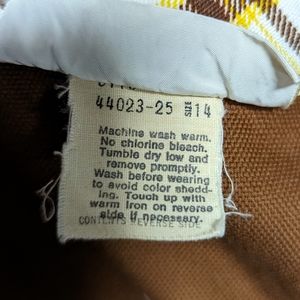 44023-25 SIZE 14
Machine wash warm.
No chlorine bleach.
Tumble dry low and
remove promptly.
Wash before wearing
to avoid color shedd-
ing. Touch up with
warm iron on reverse
side if necessary.
CONTENTS REVERSE SIDE